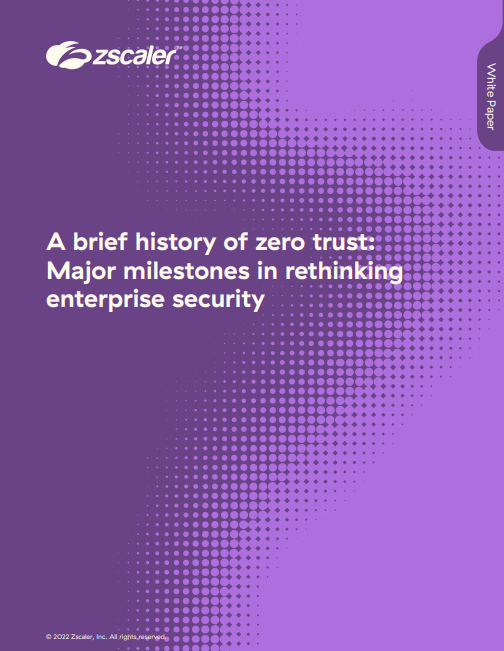 zscaler™
White Paper
A brief history of zero trust:
Major milestones in rethinking
enterprise security
© 2022 Zscaler, Inc. All rights reserved.